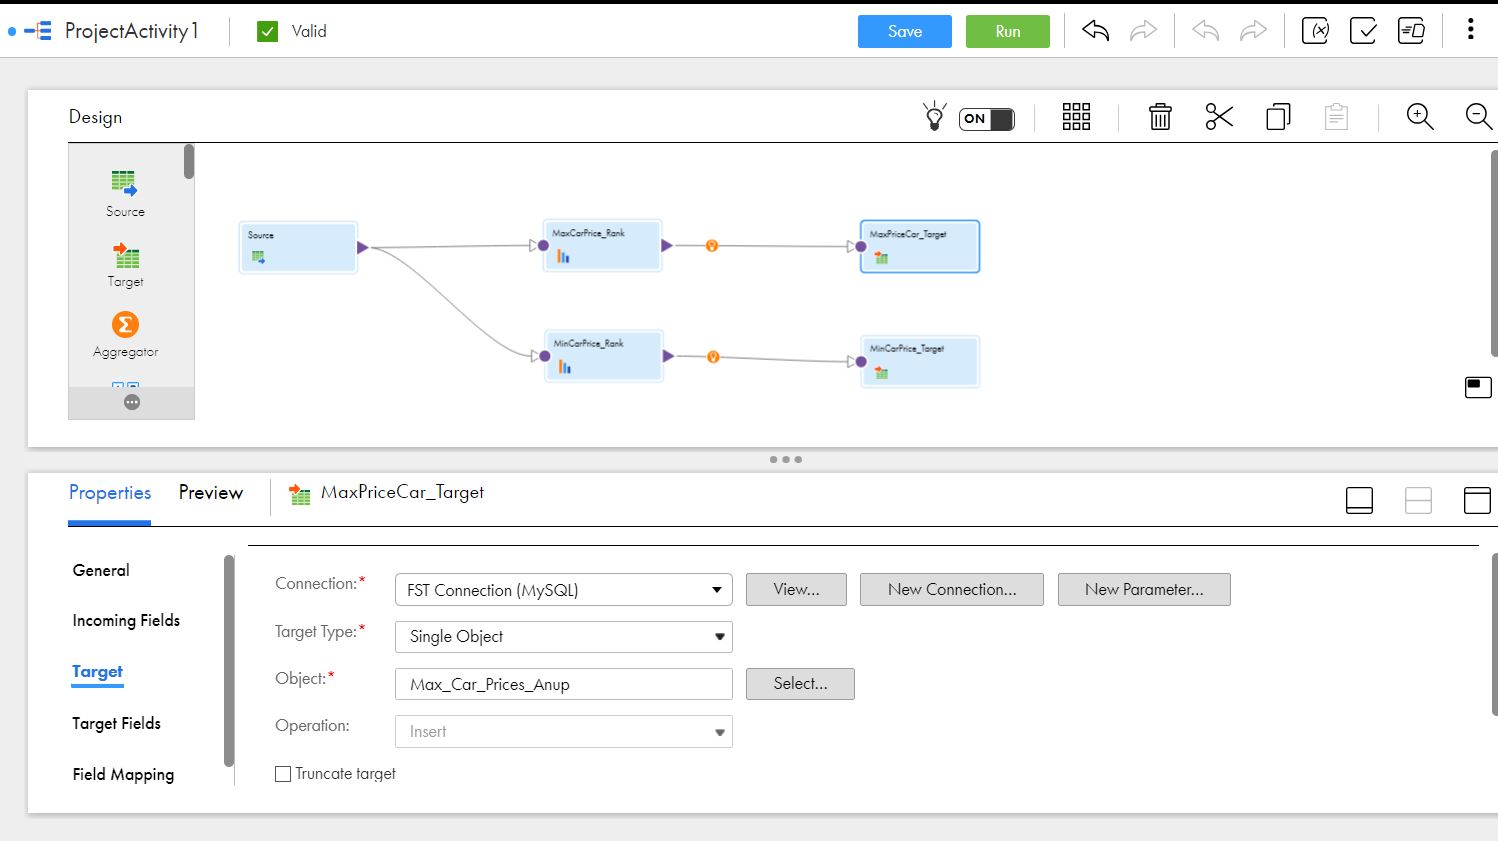 ProjectActivity1
Valid
Save
Run
Design
ON
Source
Target
Aggregator
Source
MaxCarPrice_Rank
MaxPriceCar_Target
MinCarPrice_Rank
MinCarPrice_Target
Properties
Preview
MaxPriceCar_Target
General
Incoming Fields
Target
Target Fields
Field Mapping
Connection:*
FST Connection (MySQL)
View...
New Connection...
New Parameter...
Target Type:*
Single Object
Object:*
Max_Car_Prices_Anup
Select...
Operation:
Insert
Truncate target